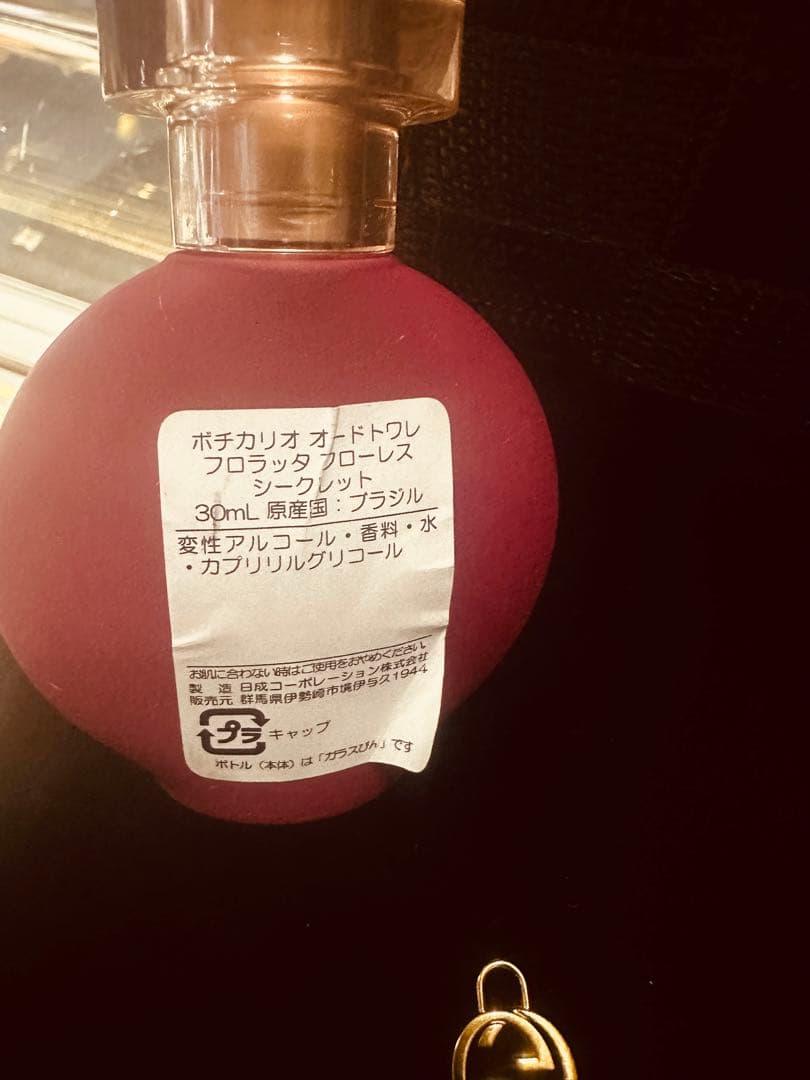 ボチカリオ オードトワレ
フロラッタ フローレス
シークレット
30mL 原産国：ブラジル
変性アルコール・香料・水
・カプリリルグリコール
お肌に合わない時はご使用をおやめください。
製　造 日成コーポレーション株式会社
販売元 群馬県伊勢崎市境伊与久1944
プラ キャップ
ボトル（本体）は「ガラスびん」です